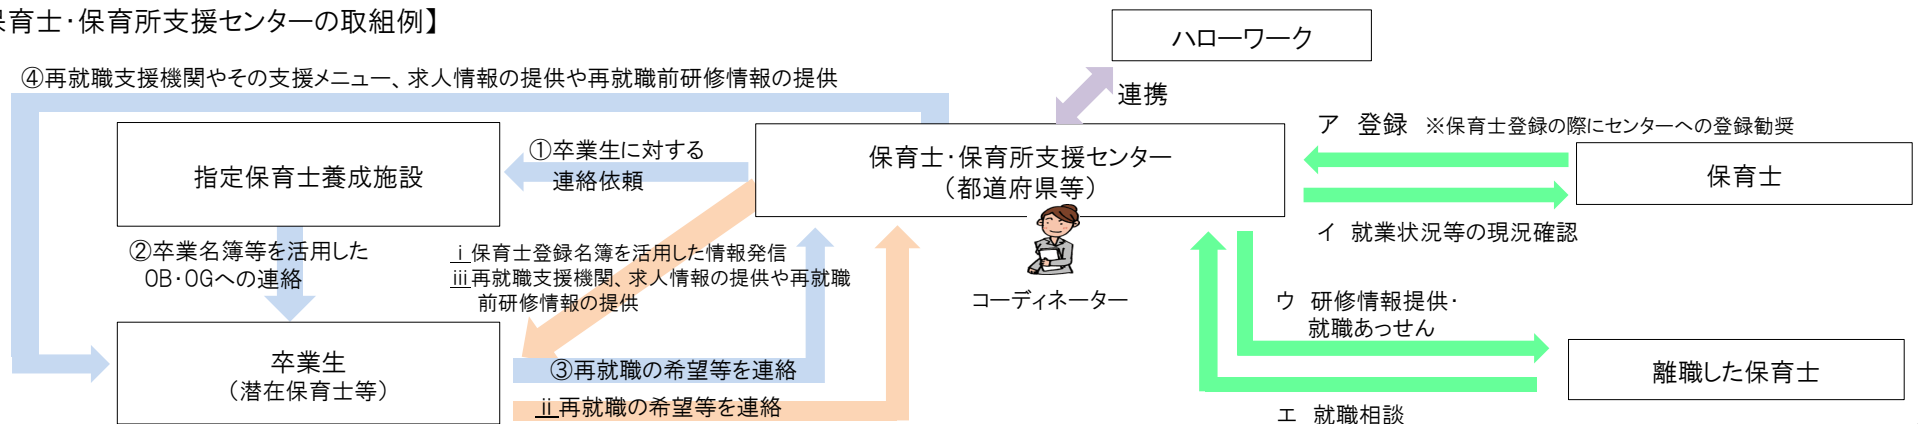 保育士・保育所支援センターの取組例】
ハローワーク
④再就職支援機関やその支援メニュー、求人情報の提供や再就職前研修情報の提供
連携
ア 登録 ※保育士登録の際にセンターへの登録勧奨
①卒業生に対する
連絡依頼
指定保育士養成施設
保育士・保育所支援センター
（都道府県等）
保育士
②卒業名簿等を活用した
OB・OGへの連絡
ⅰ保育士登録名簿を活用した情報発信
ⅲ再就職支援機関、求人情報の提供や再就職
前研修情報の提供
イ 就業状況等の現況確認
コーディネーター
ウ 研修情報提供・
就職あっせん
卒業生
（潜在保育士等）
③再就職の希望等を連絡
ⅱ再就職の希望等を連絡
離職した保育士
エ 就職相談